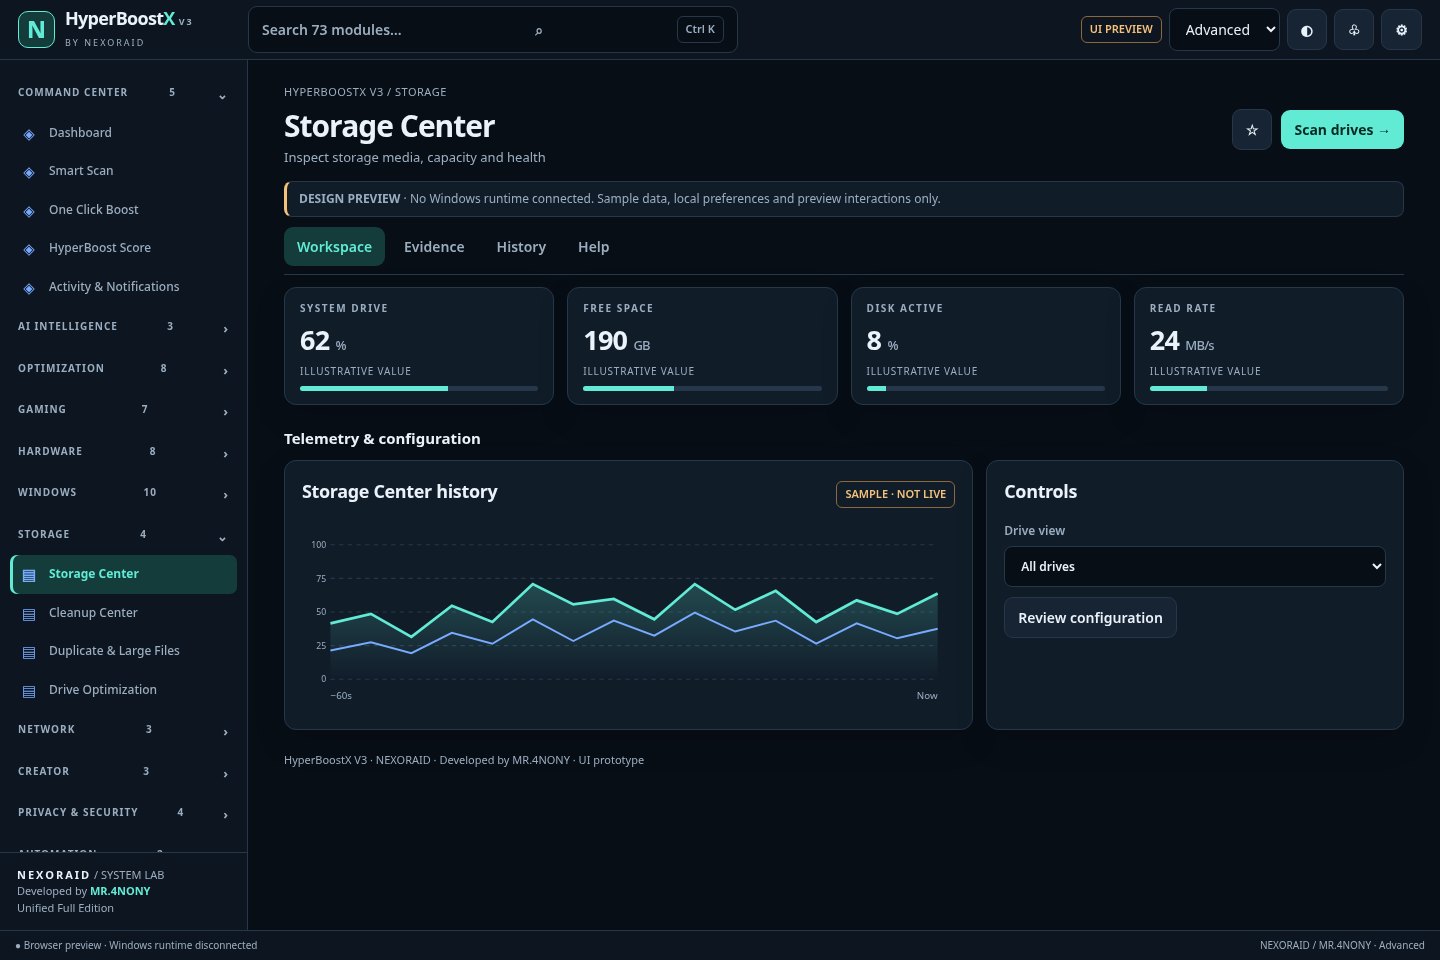 N HyperBoostX V3
BY NEXORAID
Search 73 modules...
Ctrl K
UI PREVIEW
Advanced
COMMAND CENTER 5
Dashboard
Smart Scan
One Click Boost
HyperBoost Score
Activity & Notifications
AI INTELLIGENCE 3
OPTIMIZATION 8
GAMING 7
HARDWARE 8
WINDOWS 10
STORAGE 4
Storage Center
Cleanup Center
Duplicate & Large Files
Drive Optimization
NETWORK 3
CREATOR 3
PRIVACY & SECURITY 4
NEXORAID / SYSTEM LAB
Developed by MR.4NONY
Unified Full Edition
HYPERBOOSTX V3 / STORAGE
Storage Center
Inspect storage media, capacity and health
Scan drives →
DESIGN PREVIEW · No Windows runtime connected. Sample data, local preferences and preview interactions only.
Workspace Evidence History Help
SYSTEM DRIVE
62 %
ILLUSTRATIVE VALUE
FREE SPACE
190 GB
ILLUSTRATIVE VALUE
DISK ACTIVE
8 %
ILLUSTRATIVE VALUE
READ RATE
24 MB/s
ILLUSTRATIVE VALUE
Telemetry & configuration
Storage Center history
SAMPLE · NOT LIVE
100
75
50
25
0
−60s Now
Controls
Drive view
All drives
Review configuration
HyperBoostX V3 · NEXORAID · Developed by MR.4NONY · UI prototype
● Browser preview · Windows runtime disconnected
NEXORAID / MR.4NONY · Advanced